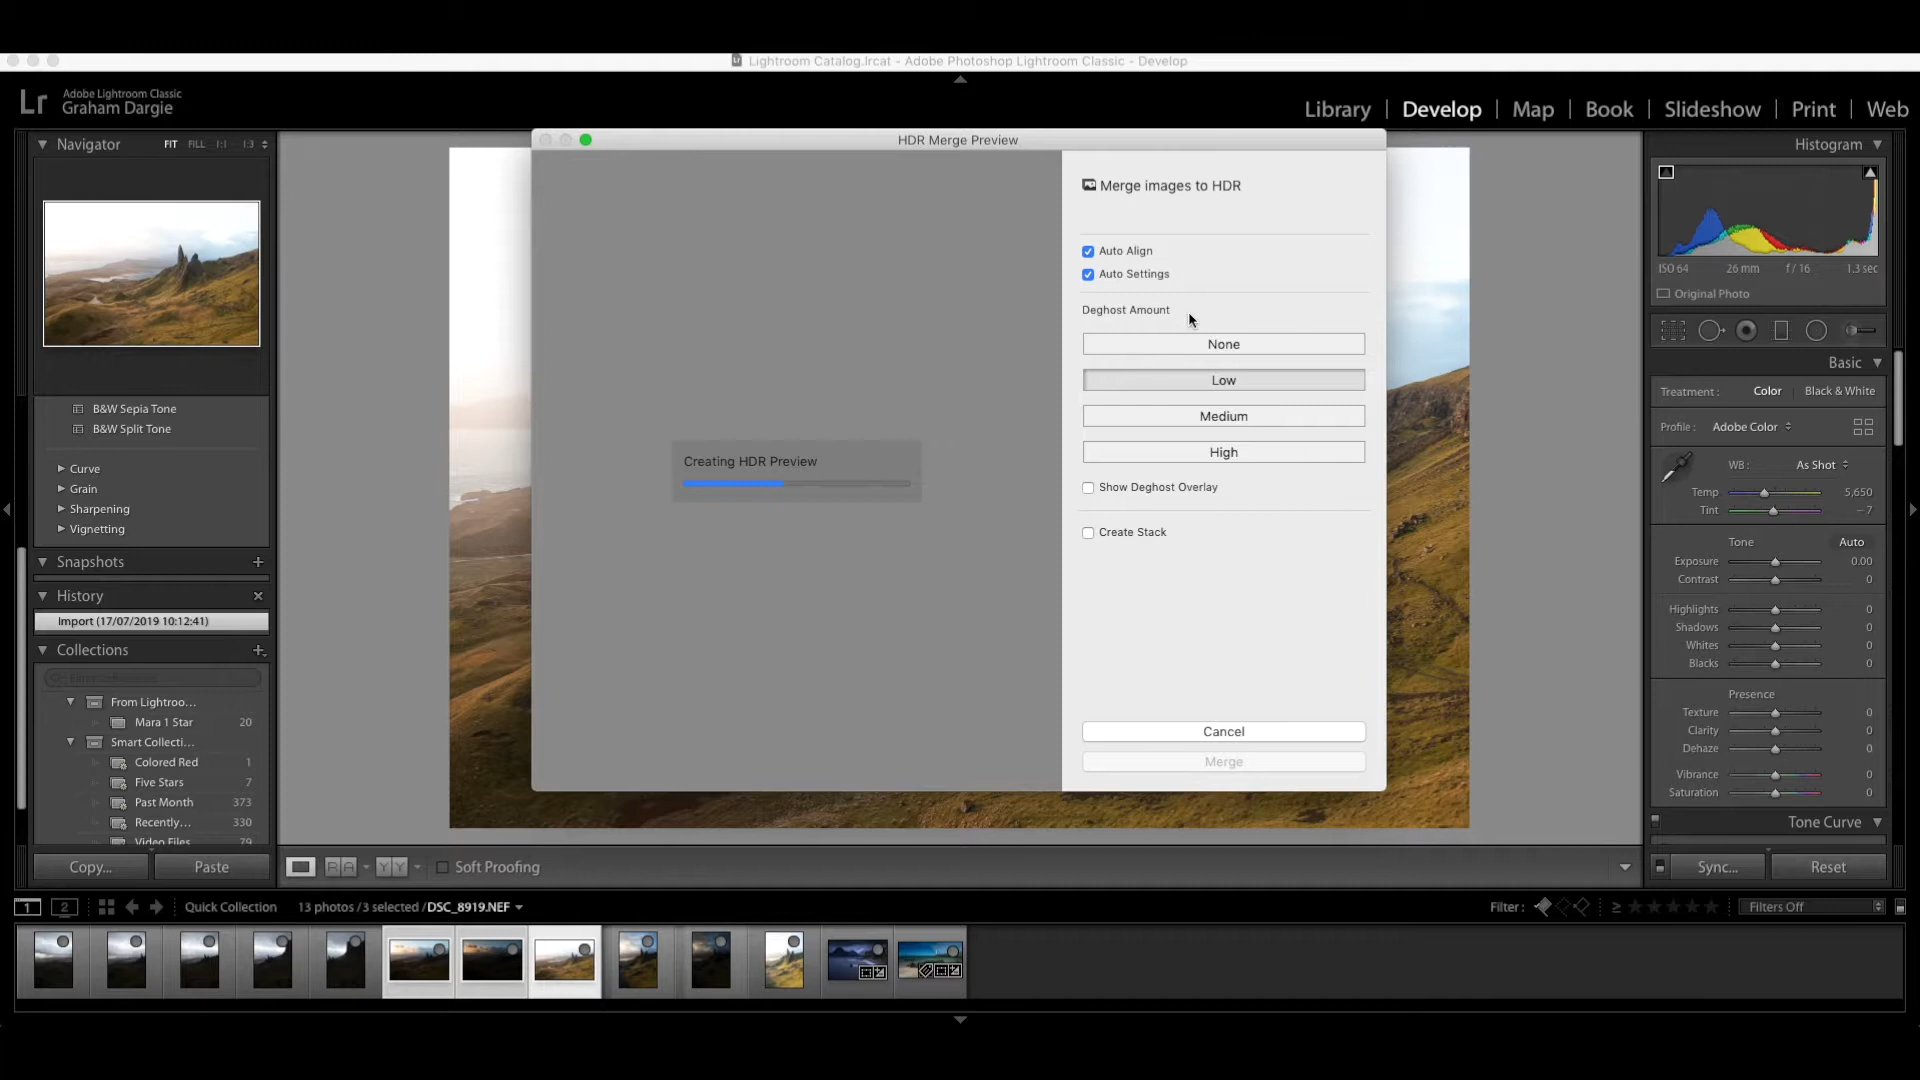 Lightroom Catalog.lrcat - Adobe Photoshop Lightroom Classic - Develop
Lr
Adobe Lightroom Classic
Graham Dargie
Library | Develop | Map | Book | Slideshow | Print | Web
Navigator FIT FILL 1:1 1:3
B&W Sepia Tone
B&W Split Tone
Curve
Grain
Sharpening
Vignetting
Snapshots +
History
Import (17/07/2019 10:12:41)
Collections +
From Lightroo...
Mara 1 Star 20
Smart Collecti...
Colored Red 1
Five Stars 7
Past Month 373
Recently... 330
Video Files 79
Copy... Paste
HDR Merge Preview
Creating HDR Preview
Merge images to HDR
Auto Align
Auto Settings
Deghost Amount
None
Low
Medium
High
Show Deghost Overlay
Create Stack
Cancel
Merge
Histogram
ISO 64 26 mm f / 16 1.3 sec
Original Photo
Basic
Treatment : Color Black & White
Profile : Adobe Color
WB : As Shot
Temp 5,650
Tint – 7
Tone Auto
Exposure 0.00
Contrast 0
Highlights 0
Shadows 0
Whites 0
Blacks 0
Presence
Texture 0
Clarity 0
Dehaze 0
Vibrance 0
Saturation 0
Tone Curve
Sync... Reset
R A Y Y Soft Proofing
1 2 Quick Collection 13 photos /3 selected /DSC_8919.NEF
Filter : ≥ Filters Off